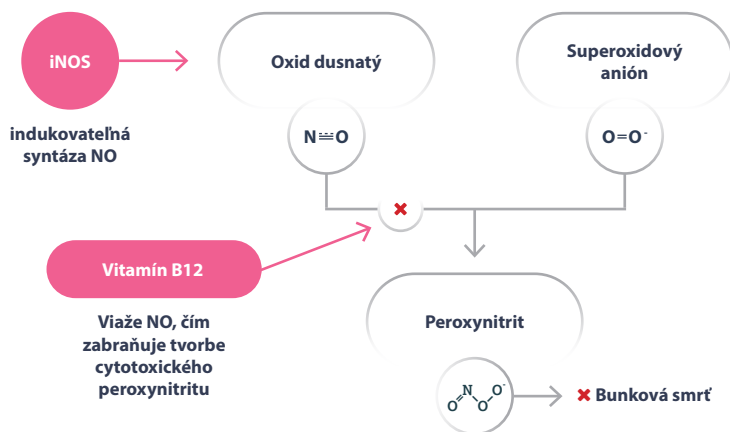 iNOS
indukovateľná
syntáza NO
Oxid dusnatý
N=O
Superoxidový
anión
O=O-
Vitamín B12
Viaže NO, čím
zabraňuje tvorbe
cytotoxického
peroxynitritu
Peroxynitrit
O=N-O-O-
Bunková smrť